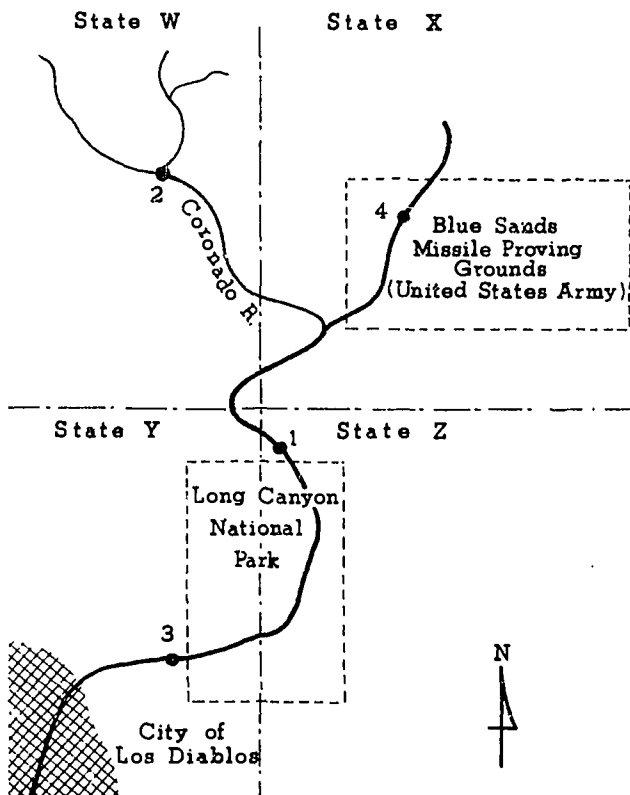 State W
State X
2
Coronado R.
4
Blue Sands
Missile Proving
Grounds
(United States Army)
State Y
State Z
1
Long Canyon
National
Park
3
N
City of
Los Diablos